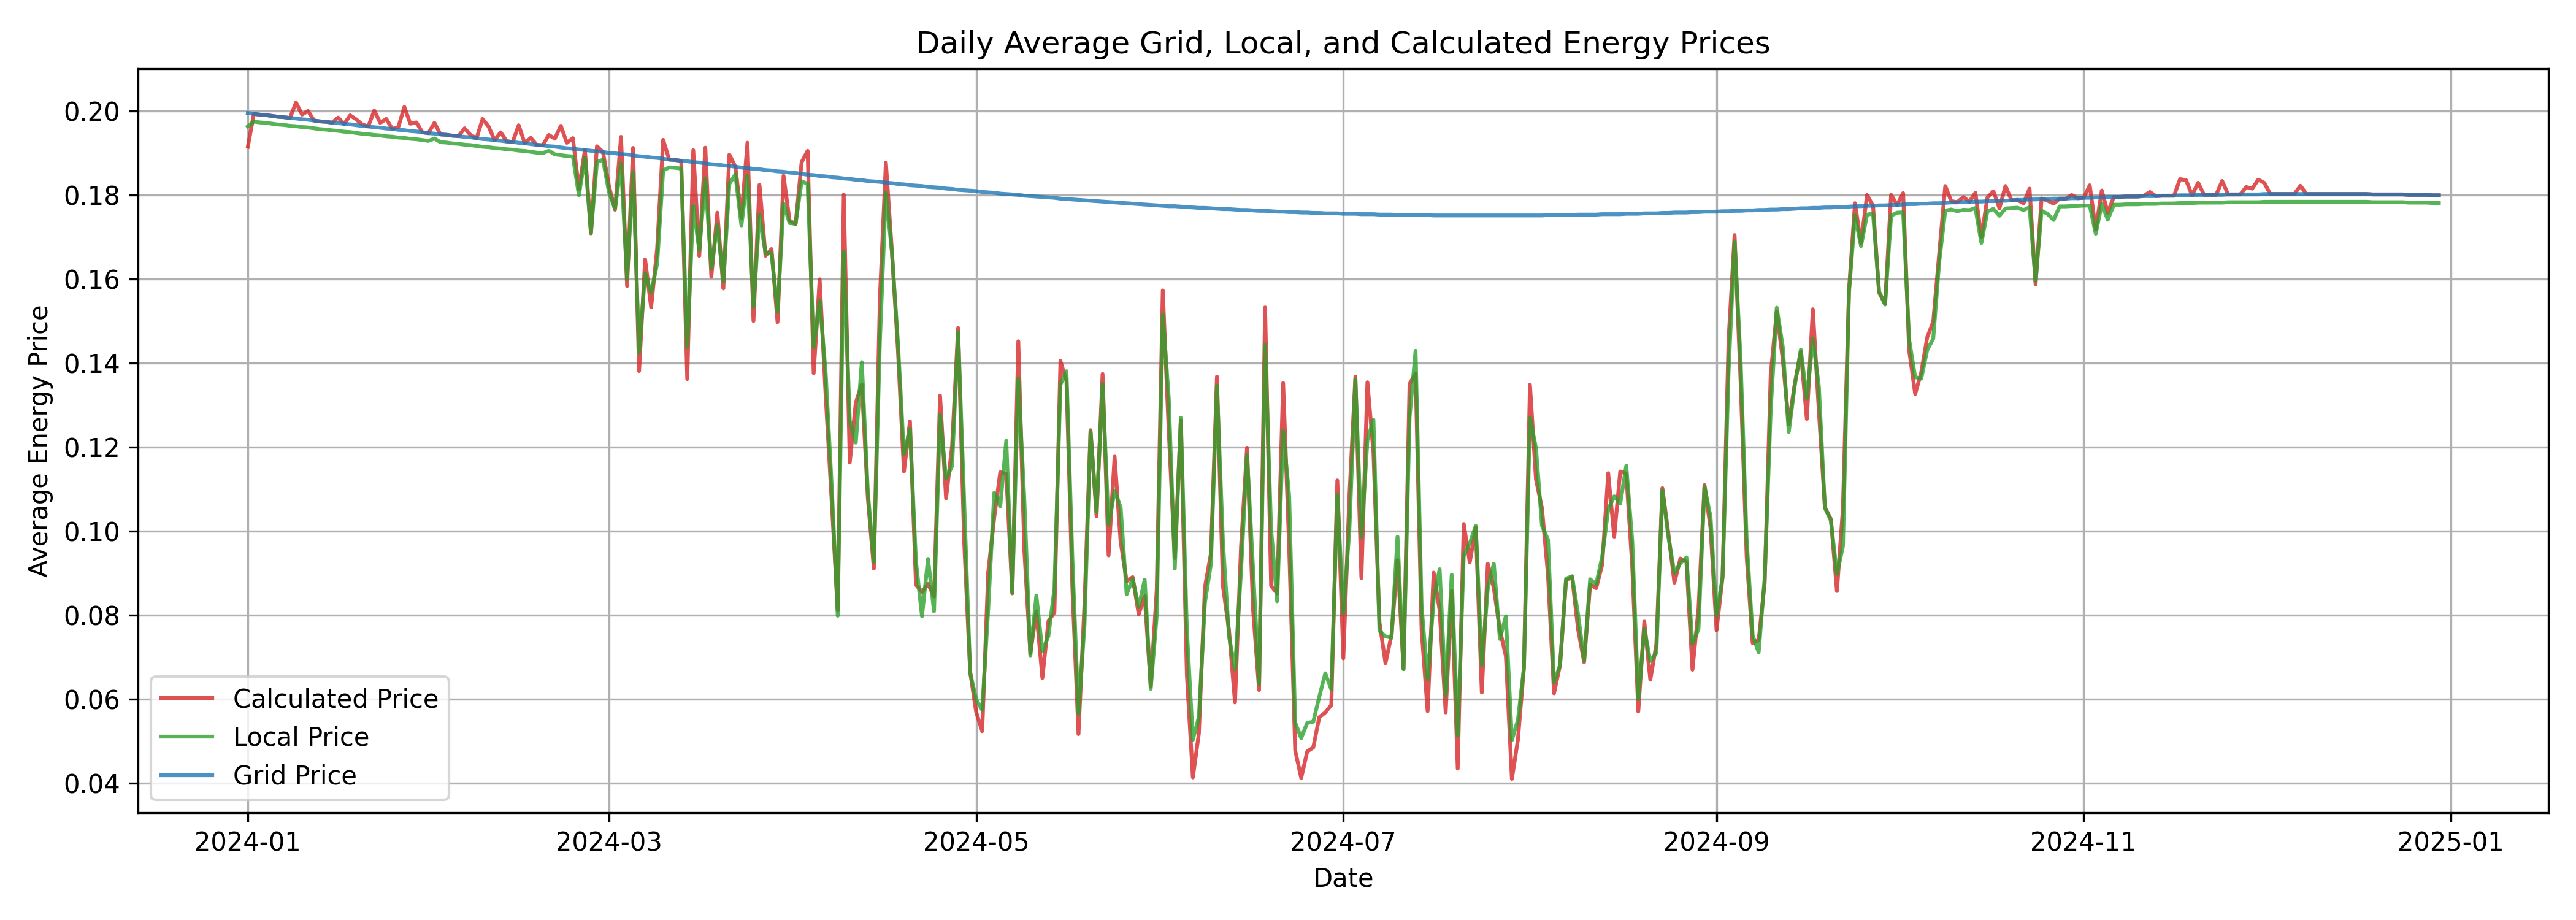 Daily Average Grid, Local, and Calculated Energy Prices
Average Energy Price
0.20
0.18
0.16
0.14
0.12
0.10
0.08
0.06
0.04
Calculated Price
Local Price
Grid Price
2024-01 2024-03 2024-05 2024-07 2024-09 2024-11 2025-01
Date